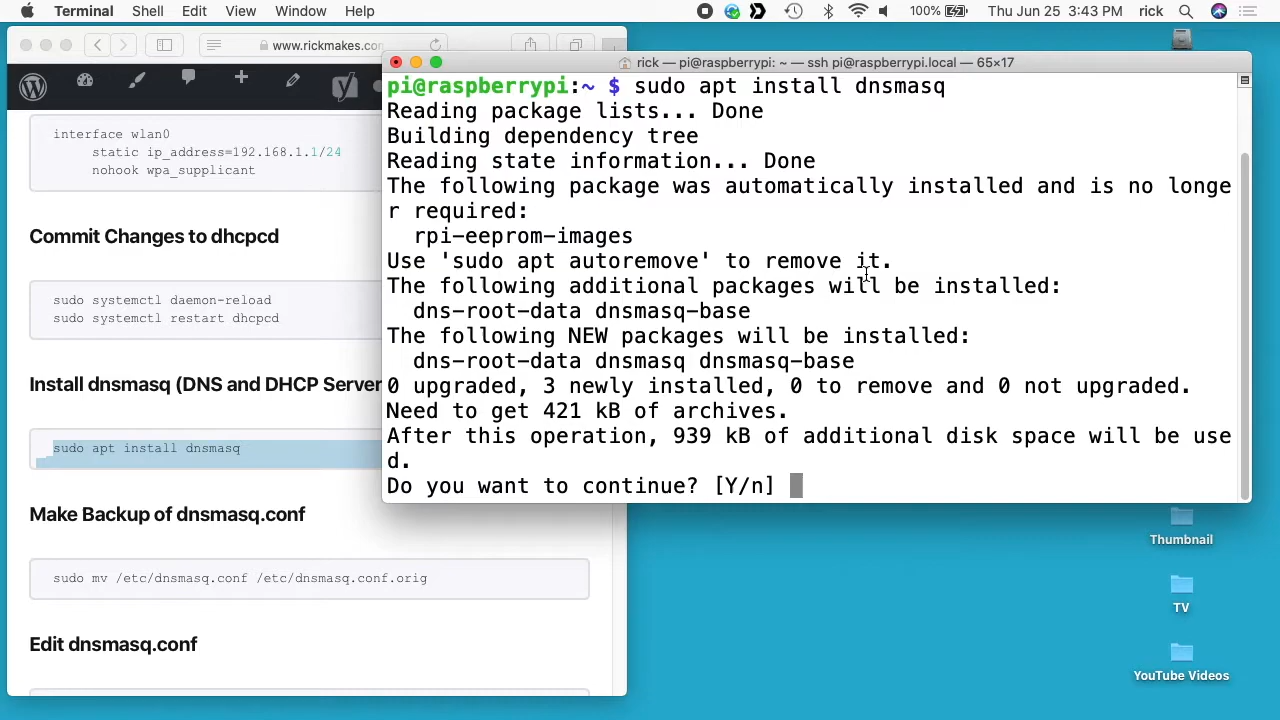 Terminal Shell Edit View Window Help 100% Thu Jun 25 3:43 PM rick
www.rickmakes.co
interface wlan0
static ip_address=192.168.1.1/24
nohook wpa_supplicant
Commit Changes to dhcpcd
sudo systemctl daemon-reload
sudo systemctl restart dhcpcd
Install dnsmasq (DNS and DHCP Server
sudo apt install dnsmasq
Make Backup of dnsmasq.conf
sudo mv /etc/dnsmasq.conf /etc/dnsmasq.conf.orig
Edit dnsmasq.conf
rick — pi@raspberrypi: ~ — ssh pi@raspberrypi.local — 65×17
pi@raspberrypi:~ $ sudo apt install dnsmasq
Reading package lists... Done
Building dependency tree
Reading state information... Done
The following package was automatically installed and is no longe
r required:
rpi-eeprom-images
Use 'sudo apt autoremove' to remove it.
The following additional packages will be installed:
dns-root-data dnsmasq-base
The following NEW packages will be installed:
dns-root-data dnsmasq dnsmasq-base
0 upgraded, 3 newly installed, 0 to remove and 0 not upgraded.
Need to get 421 kB of archives.
After this operation, 939 kB of additional disk space will be use
d.
Do you want to continue? [Y/n]
Thumbnail
TV
YouTube Videos